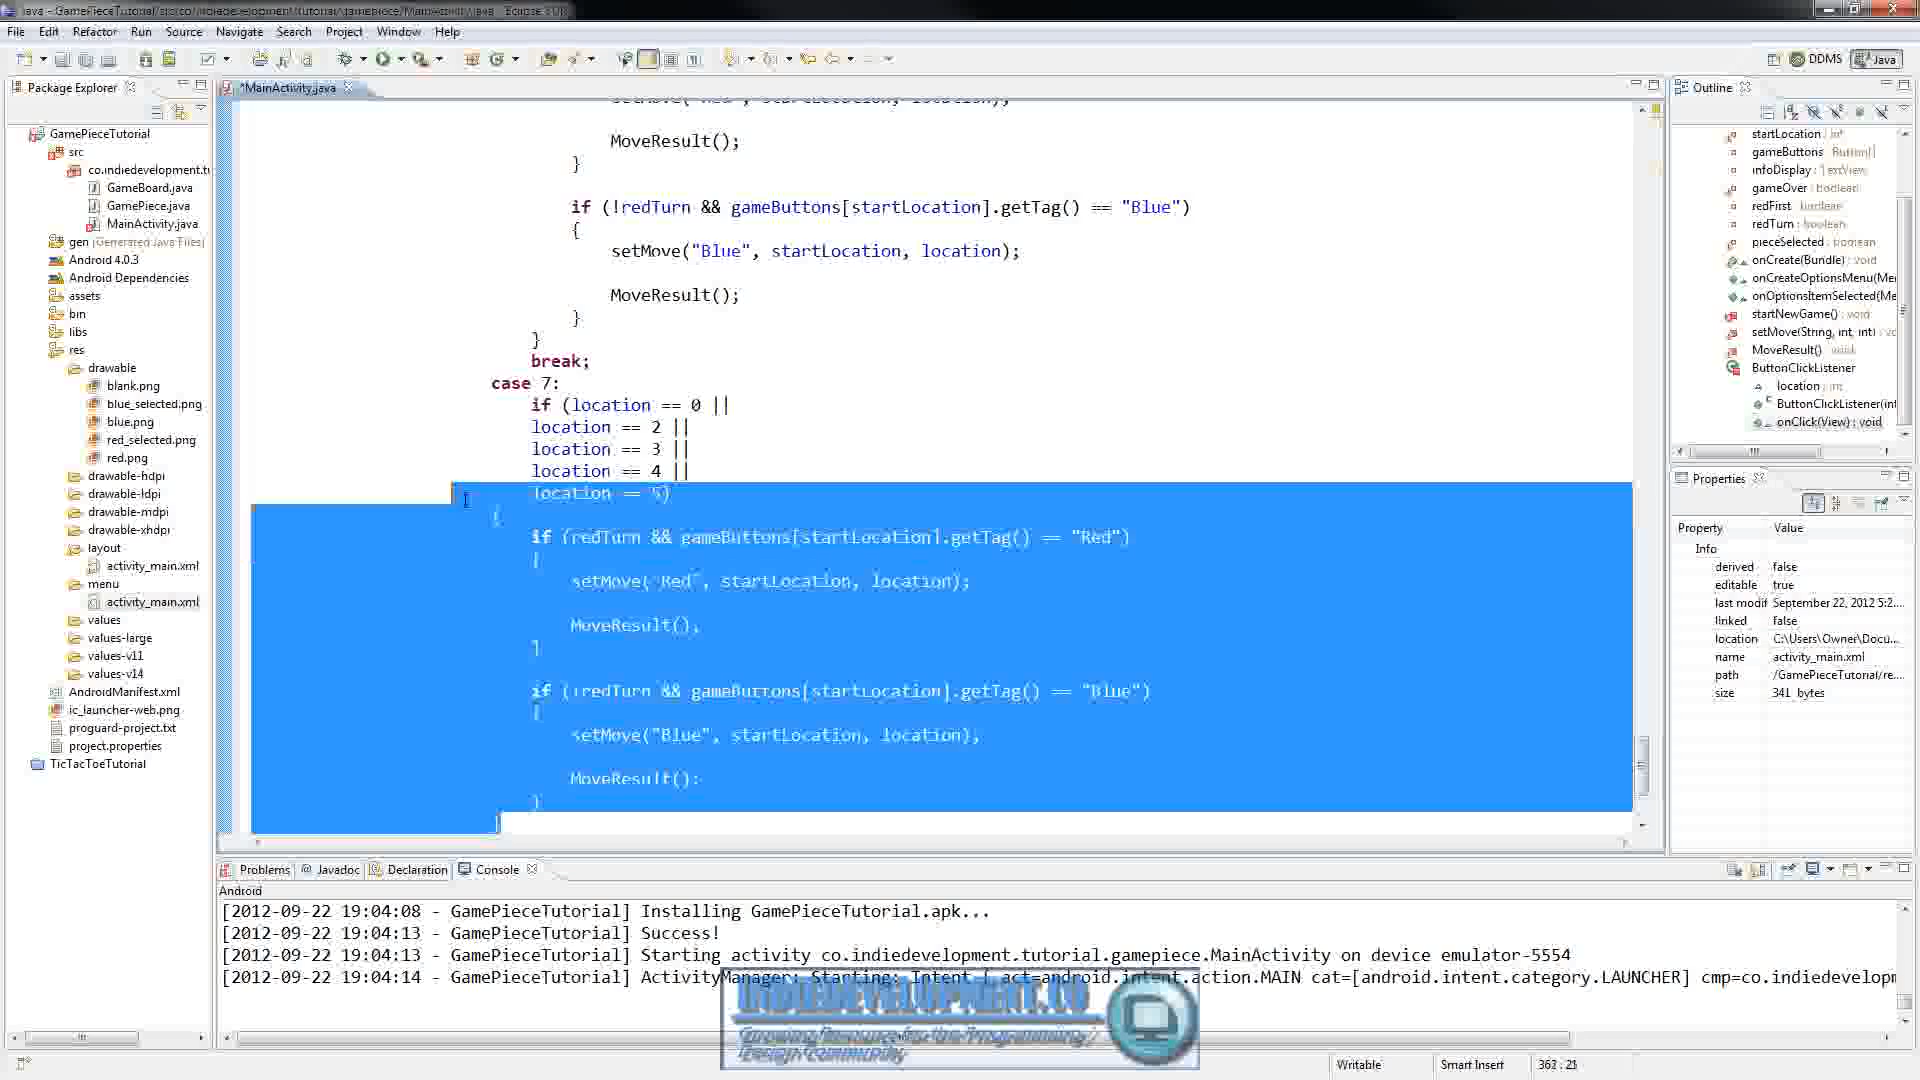 File Edit Refactor Run Source Navigate Search Project Window Help
DDMS Java
Package Explorer
GamePieceTutorial
src
co.indiedevelopment.tu
GameBoard.java
GamePiece.java
MainActivity.java
gen [Generated Java Files]
Android 4.0.3
Android Dependencies
assets
bin
libs
res
drawable
blank.png
blue_selected.png
blue.png
red_selected.png
red.png
drawable-hdpi
drawable-ldpi
drawable-mdpi
drawable-xhdpi
layout
activity_main.xml
menu
activity_main.xml
values
values-large
values-v11
values-v14
AndroidManifest.xml
ic_launcher-web.png
proguard-project.txt
project.properties
TicTacToeTutorial
*MainActivity.java
setMove("Red", startLocation, location);
MoveResult();
}
if (!redTurn && gameButtons[startLocation].getTag() == "Blue")
{
setMove("Blue", startLocation, location);
MoveResult();
}
}
break;
case 7:
if (location == 0 ||
location == 2 ||
location == 3 ||
location == 4 ||
location == 5)
{
if (redTurn && gameButtons[startLocation].getTag() == "Red")
{
setMove("Red", startLocation, location);
MoveResult();
}
if (!redTurn && gameButtons[startLocation].getTag() == "Blue")
{
setMove("Blue", startLocation, location);
MoveResult();
}
}
Outline
startLocation : int
gameButtons : Button[]
infoDisplay : TextView
gameOver : boolean
redFirst : boolean
redTurn : boolean
pieceSelected : boolean
onCreate(Bundle) : void
onCreateOptionsMenu(Me
onOptionsItemSelected(Me
startNewGame() : void
setMove(String, int, int) : vo
MoveResult() : void
ButtonClickListener
location : int
ButtonClickListener(int
onClick(View) : void
Properties
Property Value
Info
derived false
editable true
last modif September 22, 2012 5:2...
linked false
location C:\Users\Owner\Docu...
name activity_main.xml
path /GamePieceTutorial/re...
size 341 bytes
Problems Javadoc Declaration Console
Android
[2012-09-22 19:04:08 - GamePieceTutorial] Installing GamePieceTutorial.apk...
[2012-09-22 19:04:13 - GamePieceTutorial] Success!
[2012-09-22 19:04:13 - GamePieceTutorial] Starting activity co.indiedevelopment.tutorial.gamepiece.MainActivity on device emulator-5554
[2012-09-22 19:04:14 - GamePieceTutorial] ActivityManager: Starting: Intent { act=android.intent.action.MAIN cat=[android.intent.category.LAUNCHER] cmp=co.indiedevelopm
INDIEDEVELOPMENT.CO
Growing Resource for the Programming/
Design Community
Writable Smart Insert 362 : 21